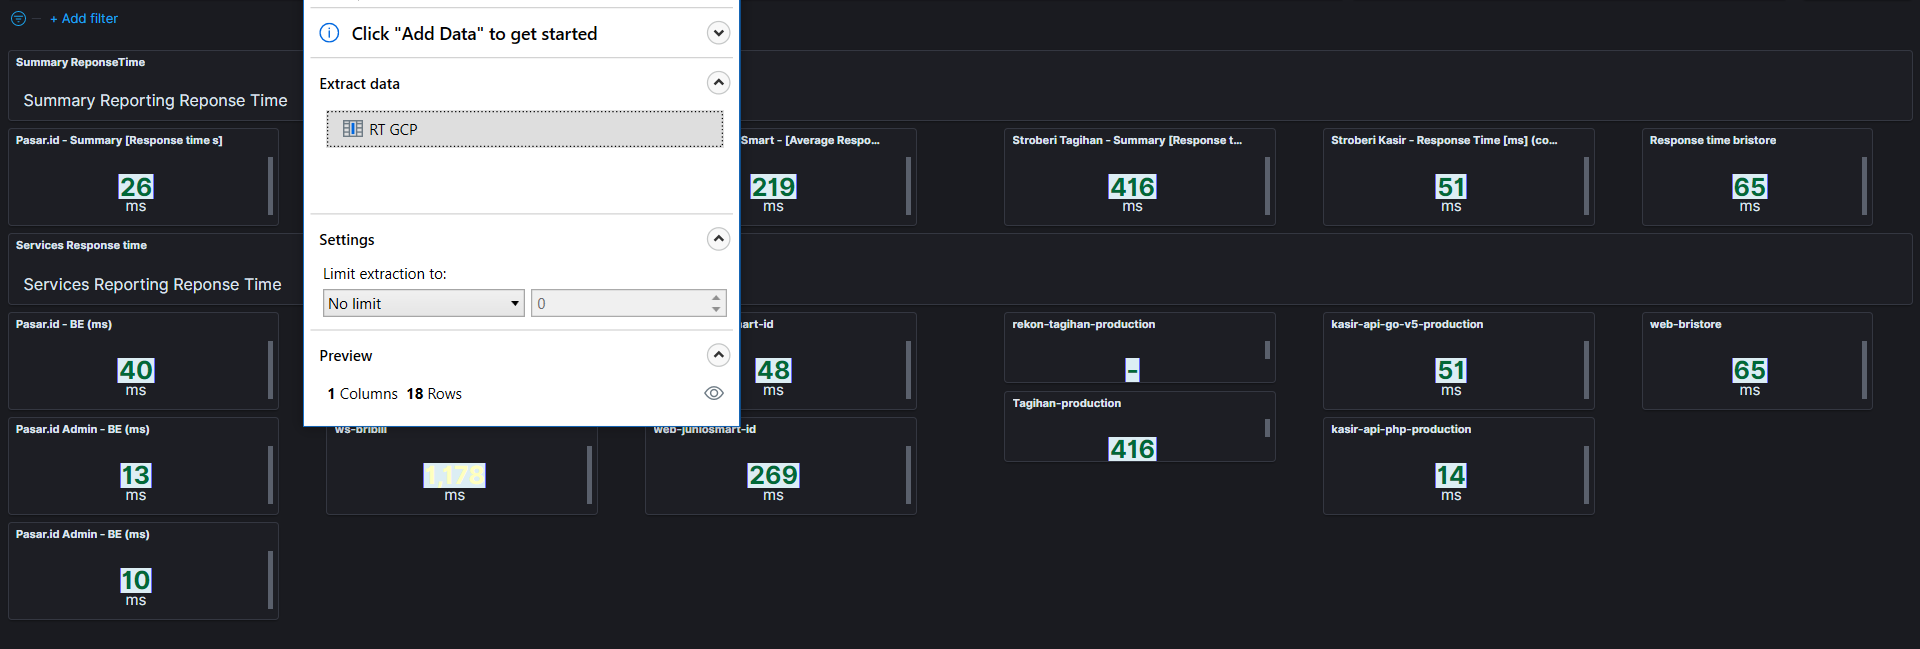 + Add filter
Click "Add Data" to get started
Extract data
RT GCP
Settings
Limit extraction to:
No limit
0
Preview
1 Columns 18 Rows
Summary ReponseTime
Summary Reporting Reponse Time
Pasar.id - Summary [Response time s]
26
ms
Smart - [Average Respo...
219
ms
Stroberi Tagihan - Summary [Response t...
416
ms
Stroberi Kasir - Response Time [ms] (co...
51
ms
Response time bristore
65
ms
Services Response time
Services Reporting Reponse Time
Pasar.id - BE (ms)
40
ms
art-id
48
ms
rekon-tagihan-production
-
kasir-api-go-v5-production
51
ms
web-bristore
65
ms
Tagihan-production
416
Pasar.id Admin - BE (ms)
13
ms
ws-bribill
1,178
ms
web-juniosmart-id
269
ms
kasir-api-php-production
14
ms
Pasar.id Admin - BE (ms)
10
ms